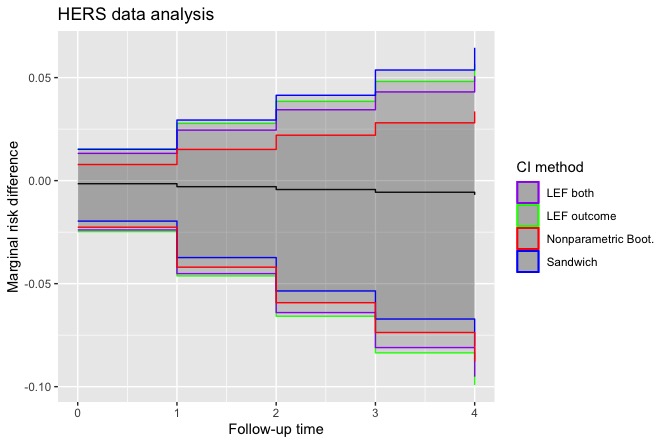 HERS data analysis
Marginal risk difference
0.05
0.00
-0.05
-0.10
0 1 2 3 4
Follow-up time
CI method
LEF both
LEF outcome
Nonparametric Boot.
Sandwich